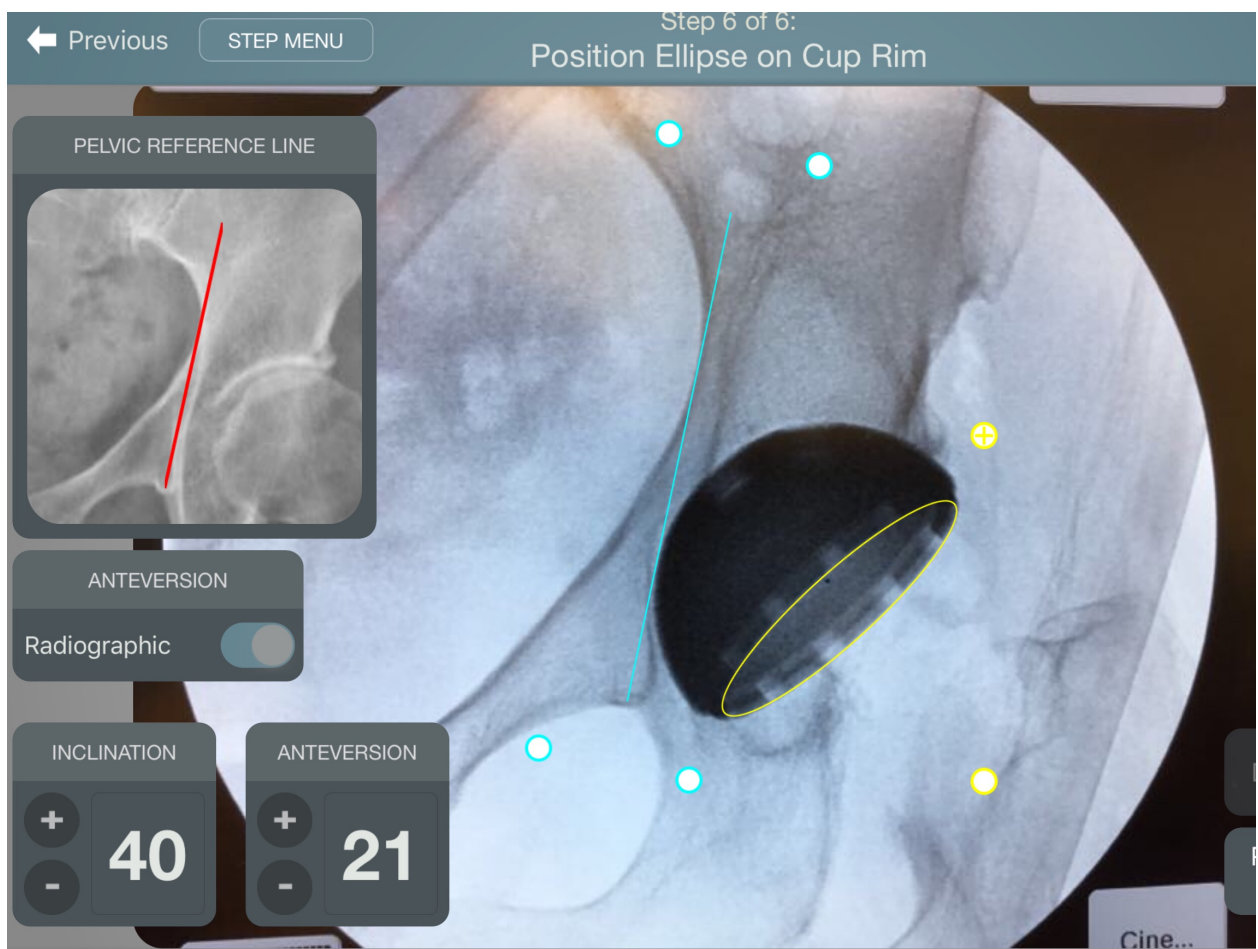 Previous
STEP MENU
Step 6 of 6:
Position Ellipse on Cup Rim
PELVIC REFERENCE LINE
ANTEVERSION
Radiographic
INCLINATION
+
40
-
ANTEVERSION
+
21
-
Cine...